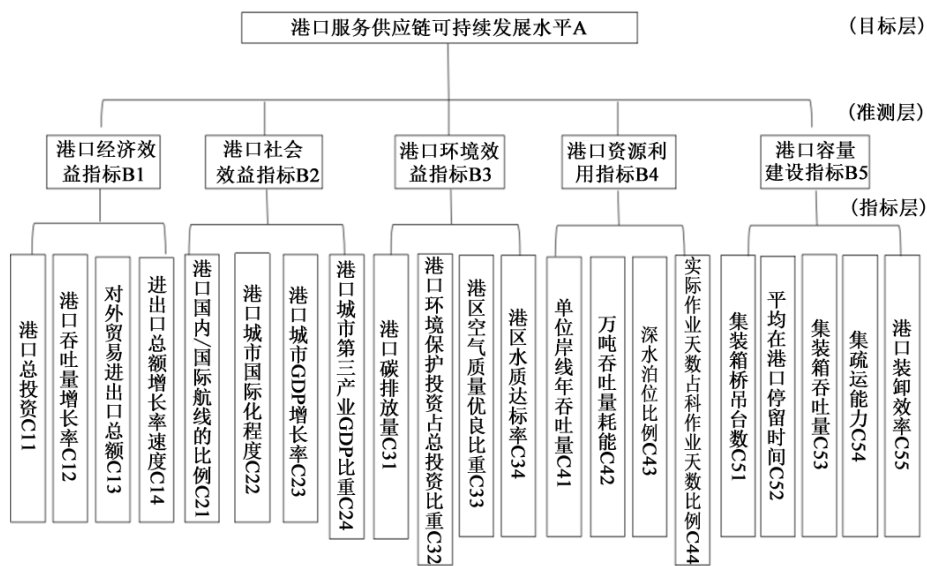 港口服务供应链可持续发展水平A
(目标层)
(准测层)
港口经济效
益指标B1
港口社会
效益指标B2
港口环境效
益指标B3
港口资源利
用指标B4
港口容量
建设指标B5
(指标层)
港口总投资C11
港口吞吐量增长率C12
对外贸易进出口总额C13
进出口总额增长率速度C14
港口国内/国际航线的比例C21
港口城市国际化程度C22
港口城市GDP增长率C23
港口城市第三产业GDP比重C24
港口碳排放量C31
港口环境保护投资占总投资比重C32
港区空气质量优良比重C33
港区水质达标率C34
单位岸线年吞吐量C41
万吨吞吐量耗能C42
深水泊位比例C43
实际作业天数占科作业天数比例C44
集装箱桥吊台数C51
平均在港口停留时间C52
集装箱吞吐量C53
集疏运能力C54
港口装卸效率C55